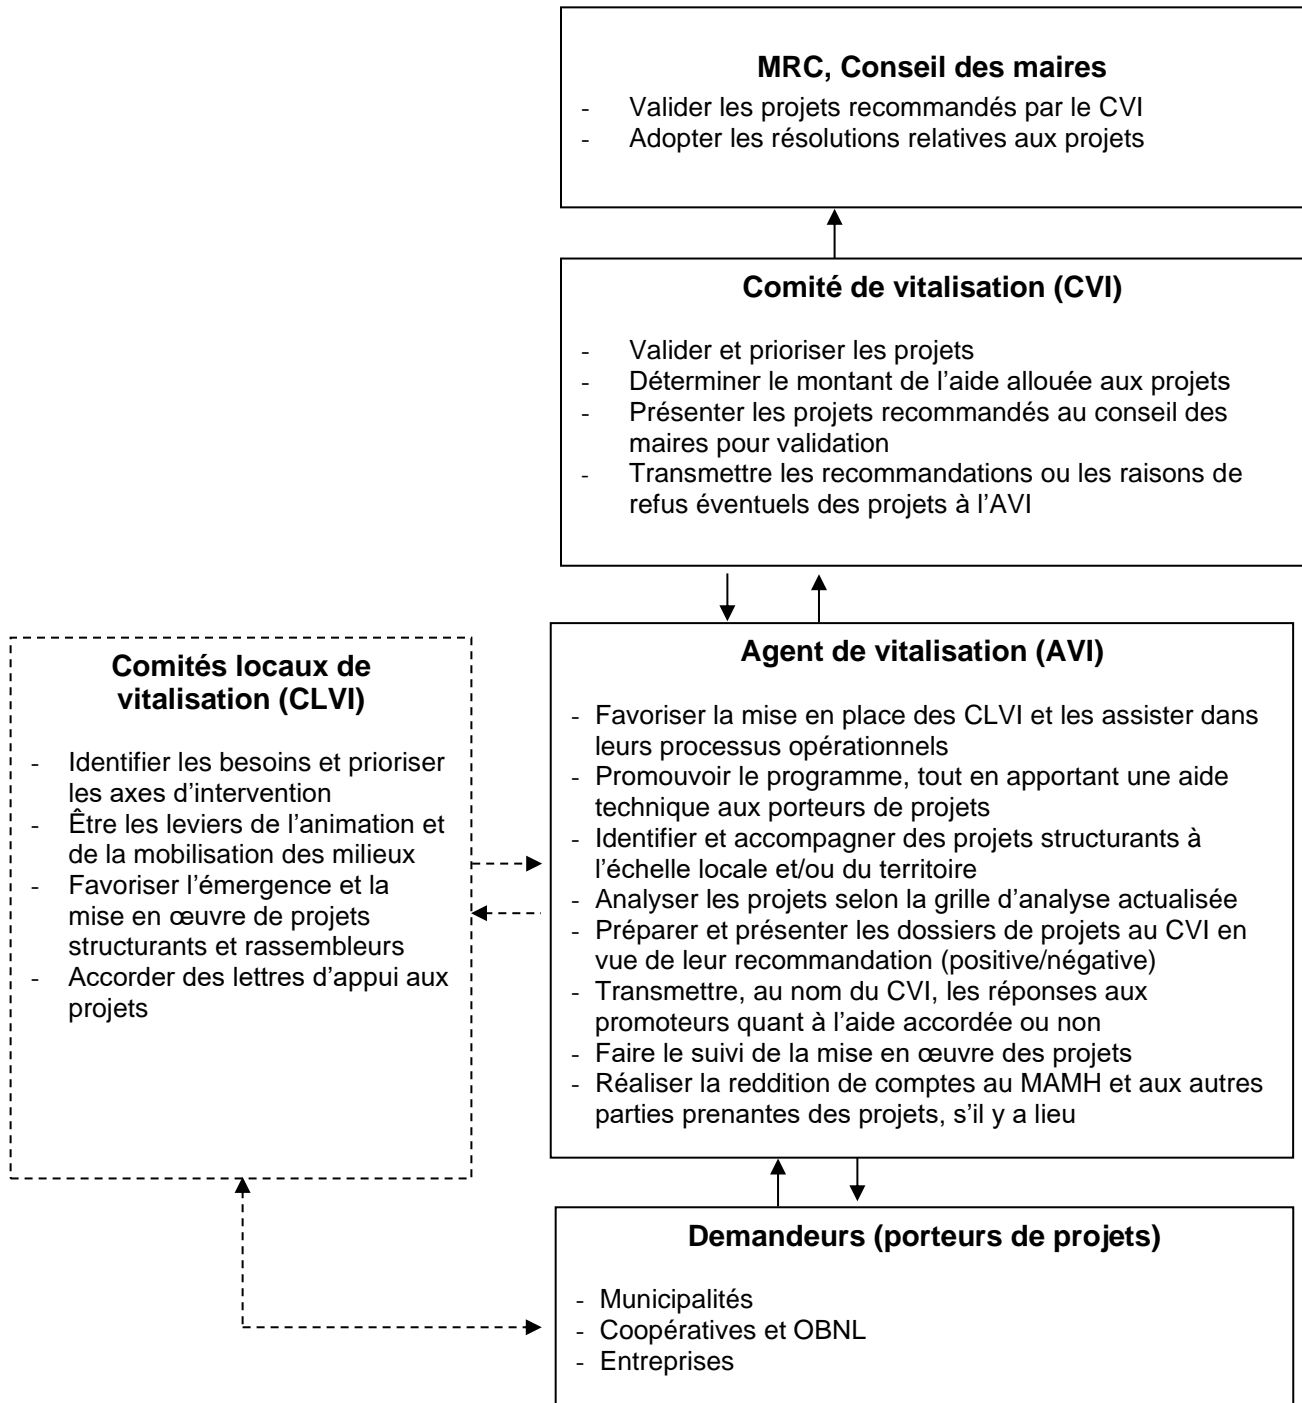 MRC, Conseil des maires
- Valider les projets recommandés par le CVI
- Adopter les résolutions relatives aux projets
Comité de vitalisation (CVI)
- Valider et prioriser les projets
- Déterminer le montant de l’aide allouée aux projets
- Présenter les projets recommandés au conseil des
maires pour validation
- Transmettre les recommandations ou les raisons de
refus éventuels des projets à l’AVI
Comités locaux de
vitalisation (CLVI)
- Identifier les besoins et prioriser
les axes d’intervention
- Être les leviers de l’animation et
de la mobilisation des milieux
- Favoriser l’émergence et la
mise en œuvre de projets
structurants et rassembleurs
- Accorder des lettres d’appui aux
projets
Agent de vitalisation (AVI)
- Favoriser la mise en place des CLVI et les assister dans
leurs processus opérationnels
- Promouvoir le programme, tout en apportant une aide
technique aux porteurs de projets
- Identifier et accompagner des projets structurants à
l’échelle locale et/ou du territoire
- Analyser les projets selon la grille d’analyse actualisée
- Préparer et présenter les dossiers de projets au CVI en
vue de leur recommandation (positive/négative)
- Transmettre, au nom du CVI, les réponses aux
promoteurs quant à l’aide accordée ou non
- Faire le suivi de la mise en œuvre des projets
- Réaliser la reddition de comptes au MAMH et aux autres
parties prenantes des projets, s’il y a lieu
Demandeurs (porteurs de projets)
- Municipalités
- Coopératives et OBNL
- Entreprises